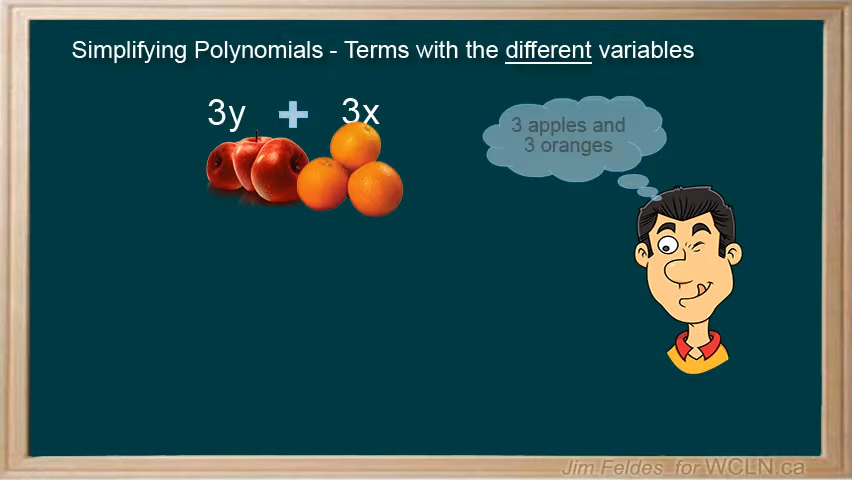 Simplifying Polynomials - Terms with the different variables
3y + 3x
3 apples and
3 oranges
Jim Feldes for WCLN.ca